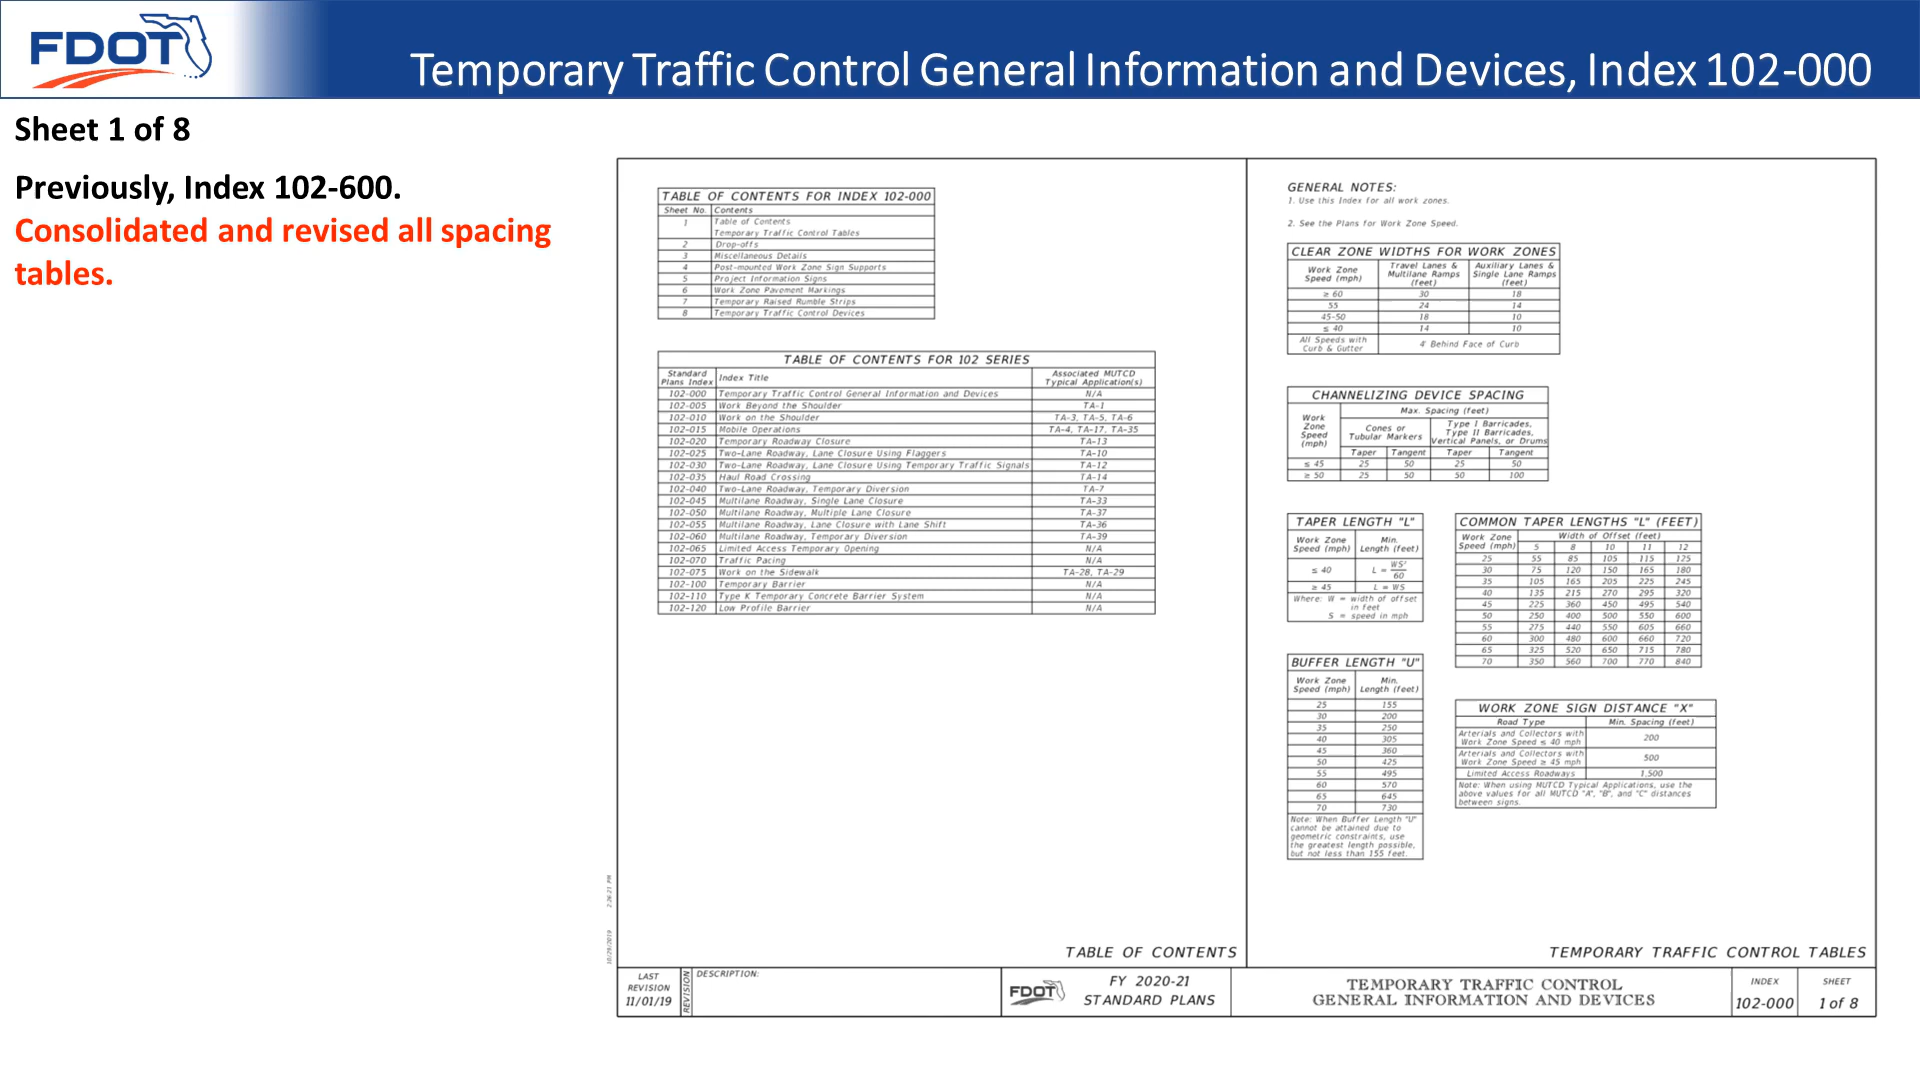 FDOT
Temporary Traffic Control General Information and Devices, Index 102-000
Sheet 1 of 8
Previously, Index 102-600.
Consolidated and revised all spacing
tables.
TABLE OF CONTENTS FOR INDEX 102-000
Sheet No. Contents
1 Table of Contents
Temporary Traffic Control Tables
2 Drop-offs
3 Miscellaneous Details
4 Post-mounted Work Zone Sign Supports
5 Project Information Signs
6 Work Zone Pavement Markings
7 Temporary Raised Rumble Strips
8 Temporary Traffic Control Devices
TABLE OF CONTENTS FOR 102 SERIES
Standard Plans Index Index Title Associated MUTCD Typical Application(s)
102-000 Temporary Traffic Control General Information and Devices N/A
102-005 Work Beyond the Shoulder TA-1
102-010 Work on the Shoulder TA-3, TA-5, TA-6
102-015 Mobile Operations TA-4, TA-17, TA-35
102-020 Temporary Roadway Closure TA-13
102-025 Two-Lane Roadway, Lane Closure Using Flaggers TA-10
102-030 Two-Lane Roadway, Lane Closure Using Temporary Traffic Signals TA-12
102-035 Haul Road Crossing TA-14
102-040 Two-Lane Roadway, Temporary Diversion TA-7
102-045 Multilane Roadway, Single Lane Closure TA-33
102-050 Multilane Roadway, Multiple Lane Closure TA-37
102-055 Multilane Roadway, Lane Closure with Lane Shift TA-36
102-060 Multilane Roadway, Temporary Diversion TA-39
102-065 Limited Access Temporary Opening N/A
102-070 Traffic Pacing N/A
102-075 Work on the Sidewalk TA-28, TA-29
102-100 Temporary Barrier N/A
102-110 Type K Temporary Concrete Barrier System N/A
102-120 Low Profile Barrier N/A
TABLE OF CONTENTS
GENERAL NOTES:
1. Use this Index for all work zones.
2. See the Plans for Work Zone Speed.
CLEAR ZONE WIDTHS FOR WORK ZONES
Work Zone Speed (mph) Travel Lanes & Multilane Ramps (feet) Auxiliary Lanes & Single Lane Ramps (feet)
≥ 60 30 18
55 24 14
45-50 18 10
≤ 40 14 10
All Speeds with Curb & Gutter 4' Behind Face of Curb
CHANNELIZING DEVICE SPACING
Work Zone Speed (mph) Max. Spacing (feet)
Cones or Tubular Markers Type I Barricades, Type II Barricades, Vertical Panels, or Drums
Taper Tangent Taper Tangent
≤ 45 25 50 25 50
≥ 50 25 50 50 100
TAPER LENGTH "L"
Work Zone Speed (mph) Min. Length (feet)
≤ 40 L = WS²/60
≥ 45 L = WS
Where: W = width of offset
in feet
S = speed in mph
COMMON TAPER LENGTHS "L" (FEET)
Work Zone Speed (mph) Width of Offset (feet)
5 8 10 11 12
25 55 85 105 115 125
30 75 120 150 165 180
35 105 165 205 225 245
40 135 215 270 295 320
45 225 360 450 495 540
50 250 400 500 550 600
55 275 440 550 605 660
60 300 480 600 660 720
65 325 520 650 715 780
70 350 560 700 770 840
BUFFER LENGTH "U"
Work Zone Speed (mph) Min. Length (feet)
25 155
30 200
35 250
40 305
45 360
50 425
55 495
60 570
65 645
70 730
Note: When Buffer Length "U"
cannot be attained due to
geometric constraints, use
the greatest length possible,
but not less than 155 feet.
WORK ZONE SIGN DISTANCE "X"
Road Type Min. Spacing (feet)
Arterials and Collectors with Work Zone Speed ≤ 40 mph 200
Arterials and Collectors with Work Zone Speed ≥ 45 mph 500
Limited Access Roadways 1,500
Note: When using MUTCD Typical Applications, use the
above values for all MUTCD "A", "B", and "C" distances
between signs.
TEMPORARY TRAFFIC CONTROL TABLES
10/29/2019 2:26:21 PM
LAST REVISION 11/01/19
REVISION
DESCRIPTION:
FDOT
FY 2020-21
STANDARD PLANS
TEMPORARY TRAFFIC CONTROL
GENERAL INFORMATION AND DEVICES
INDEX
102-000
SHEET
1 of 8